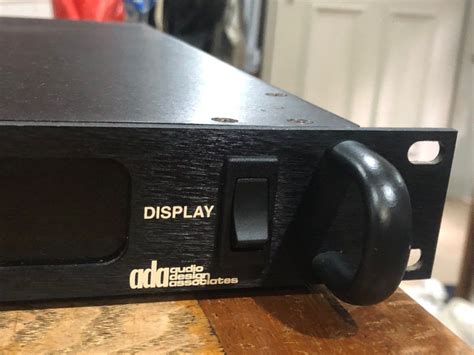 DISPLAY
ada audio
design
associates